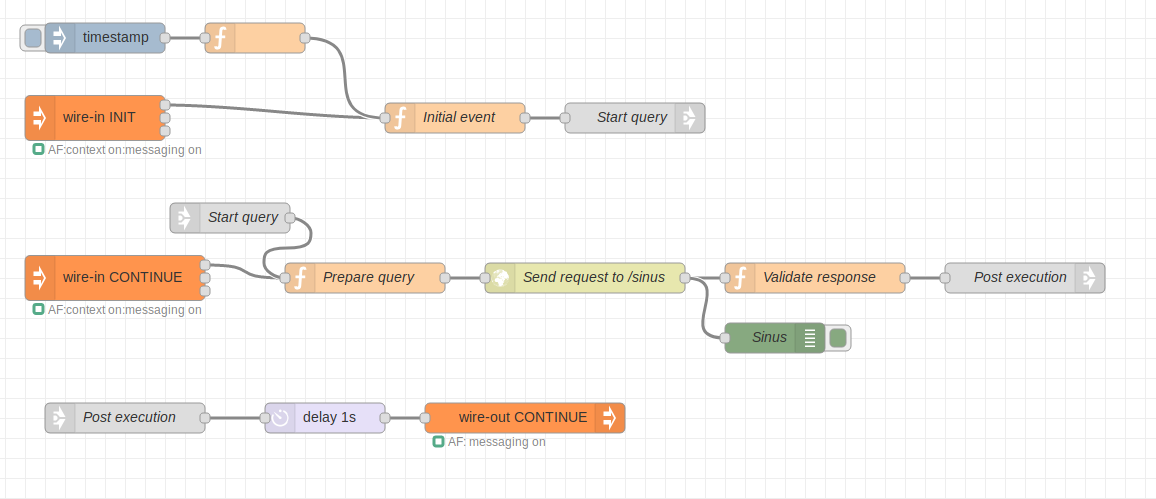 timestamp
wire-in INIT
AF:context on:messaging on
Initial event
Start query
Start query
wire-in CONTINUE
AF:context on:messaging on
Prepare query
Send request to /sinus
Validate response
Post execution
Sinus
Post execution
delay 1s
wire-out CONTINUE
AF: messaging on